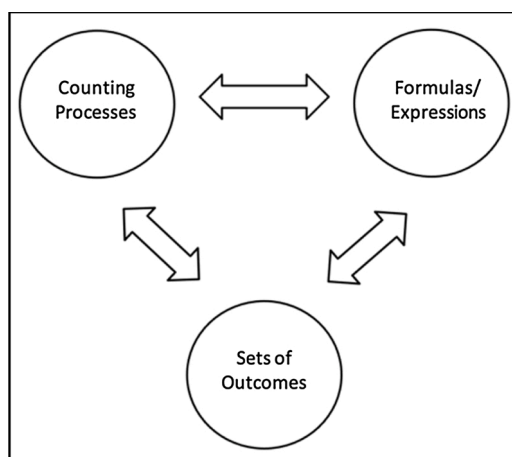 Counting
Processes
Formulas/
Expressions
Sets of
Outcomes